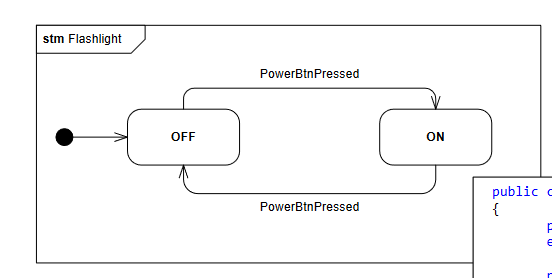 stm Flashlight
PowerBtnPressed
OFF
ON
PowerBtnPressed
public
{